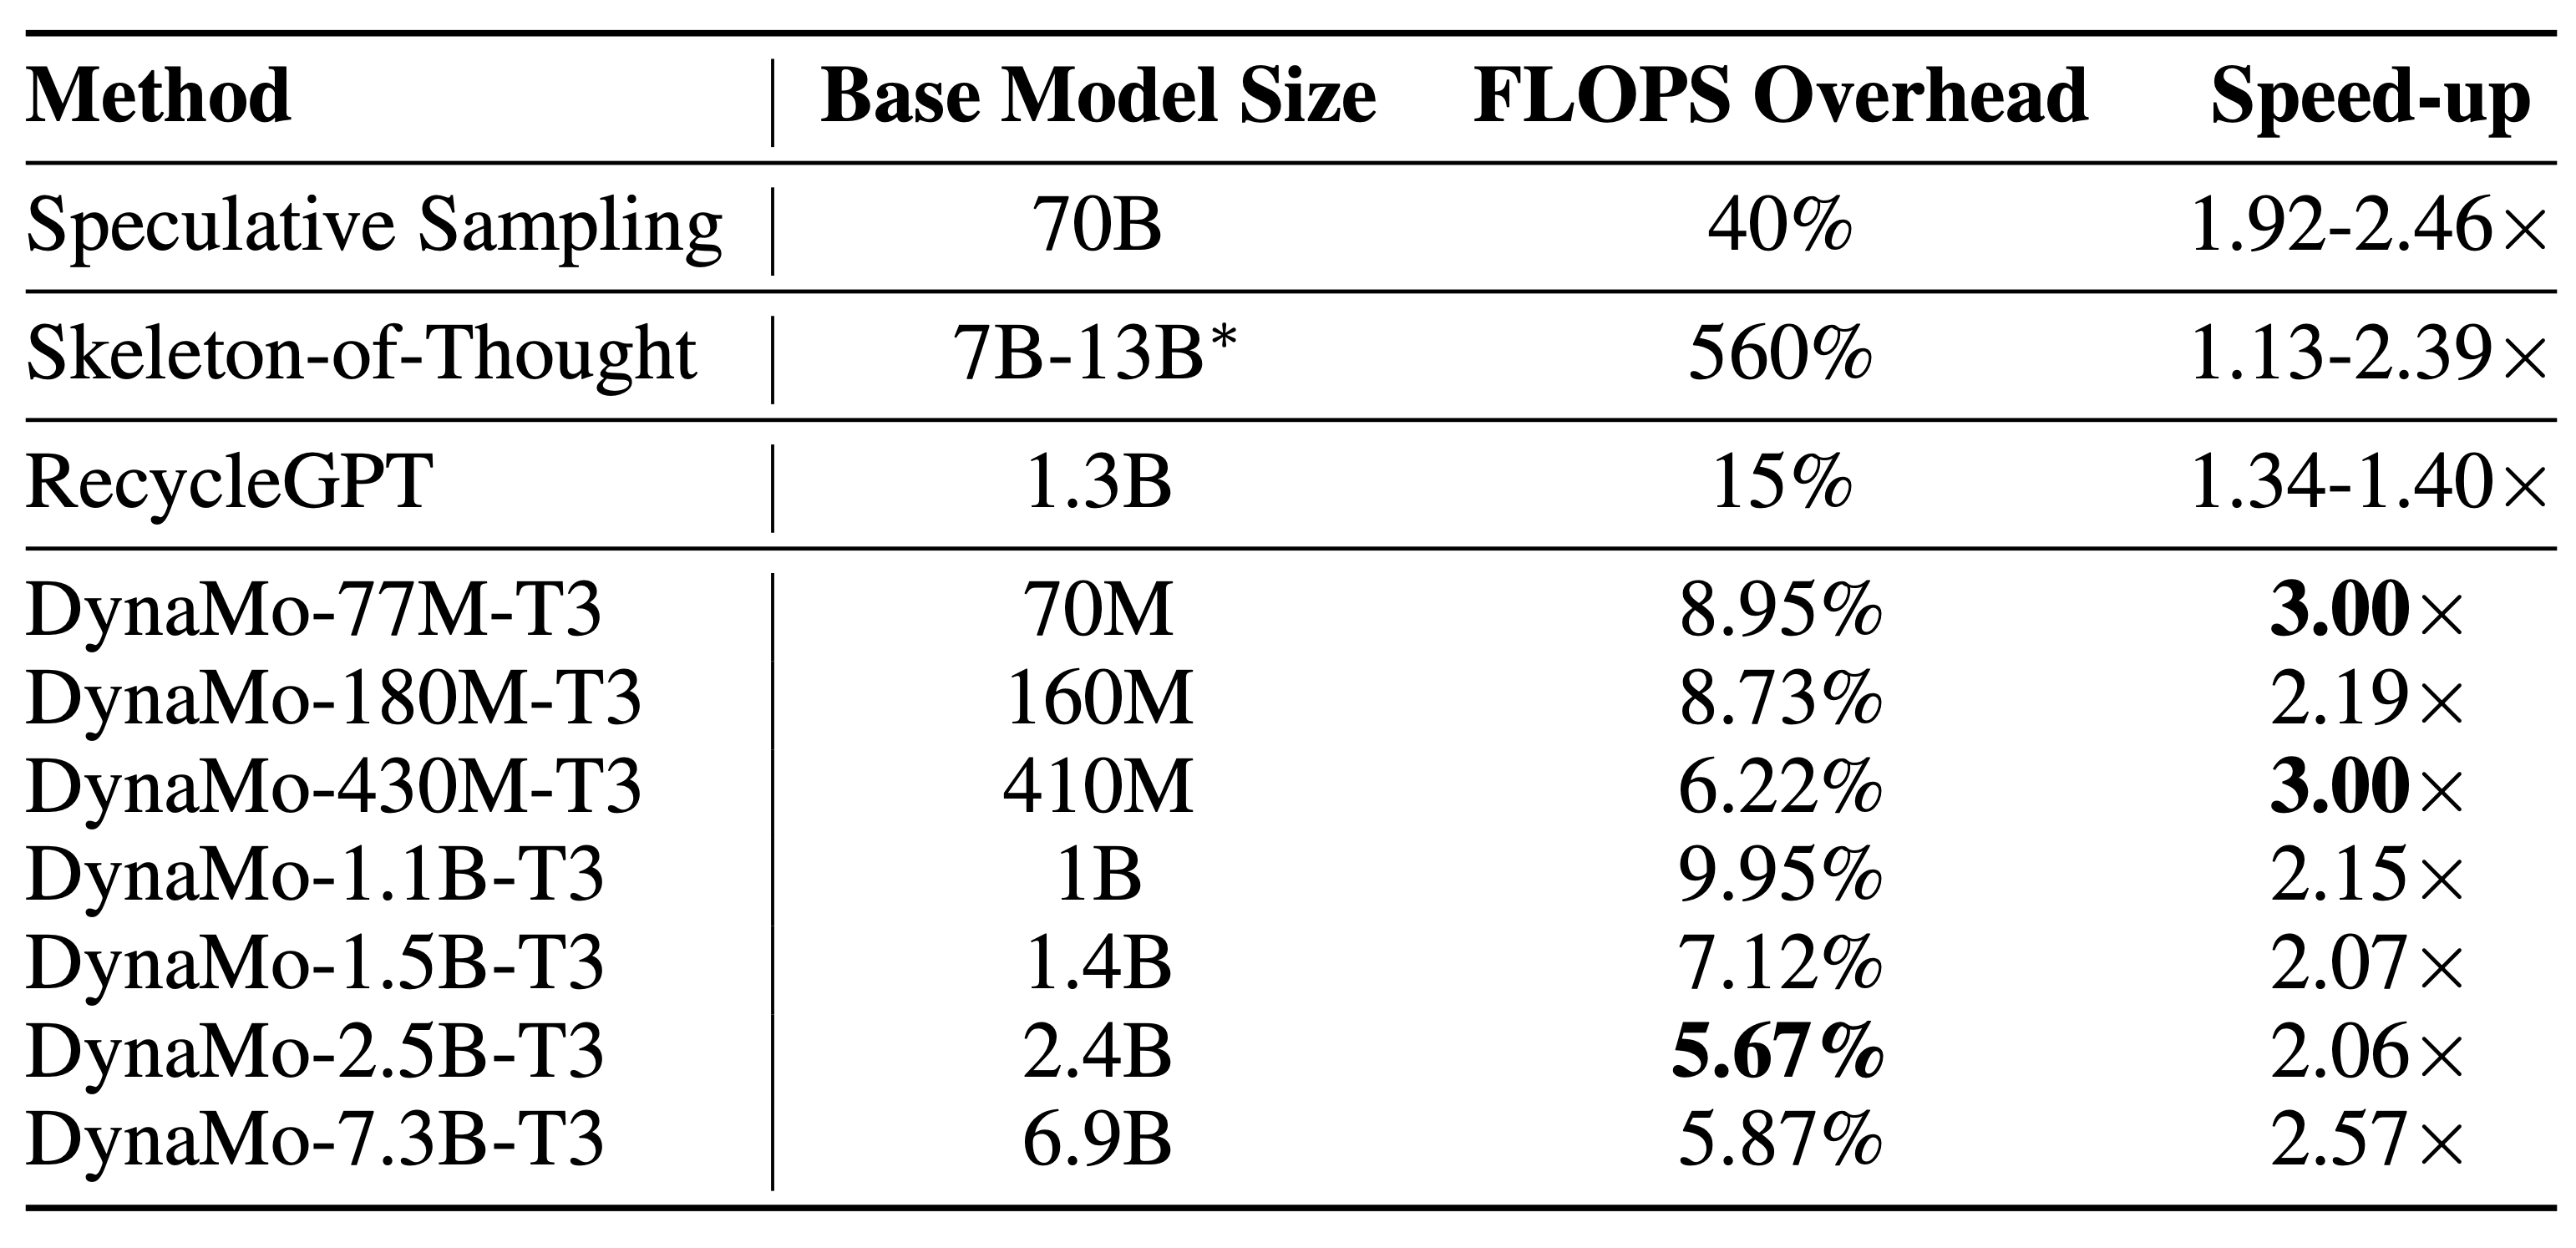 Method Base Model Size FLOPS Overhead Speed-up
Speculative Sampling 70B 40% 1.92-2.46×
Skeleton-of-Thought 7B-13B* 560% 1.13-2.39×
RecycleGPT 1.3B 15% 1.34-1.40×
DynaMo-77M-T3 70M 8.95% 3.00×
DynaMo-180M-T3 160M 8.73% 2.19×
DynaMo-430M-T3 410M 6.22% 3.00×
DynaMo-1.1B-T3 1B 9.95% 2.15×
DynaMo-1.5B-T3 1.4B 7.12% 2.07×
DynaMo-2.5B-T3 2.4B 5.67% 2.06×
DynaMo-7.3B-T3 6.9B 5.87% 2.57×